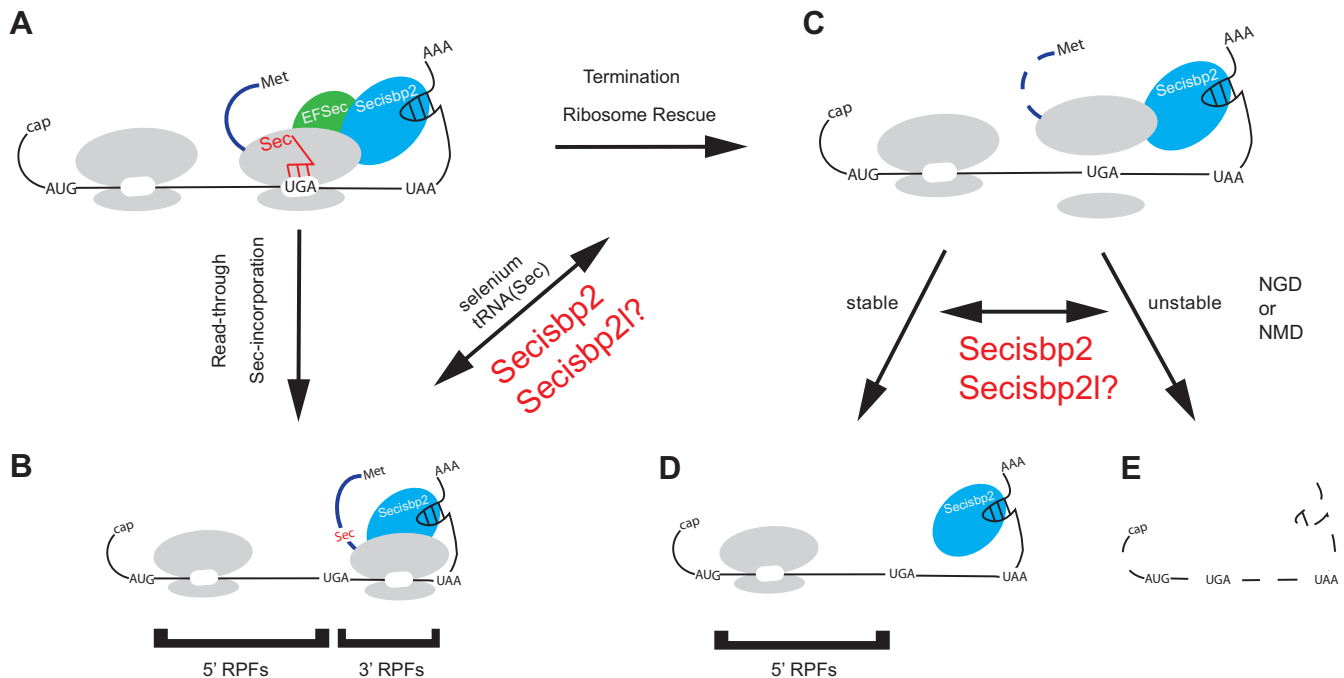 A
cap
AUG
Met
EFSec
Secisbp2
AAA
Sec
UGA
UAA
Termination
Ribosome Rescue
C
cap
AUG
Met
Secisbp2
AAA
UGA
UAA
Read-through
Sec-incorporation
selenium
tRNA(Sec)
Secisbp2
Secisbp2l?
stable
unstable
NGD
or
NMD
Secisbp2
Secisbp2l?
B
cap
AUG
Met
Sec
Secisbp2
AAA
UGA
UAA
5’ RPFs
3’ RPFs
D
cap
AUG
Secisbp2
AAA
UGA
UAA
5’ RPFs
E
cap
AUG
UGA
UAA